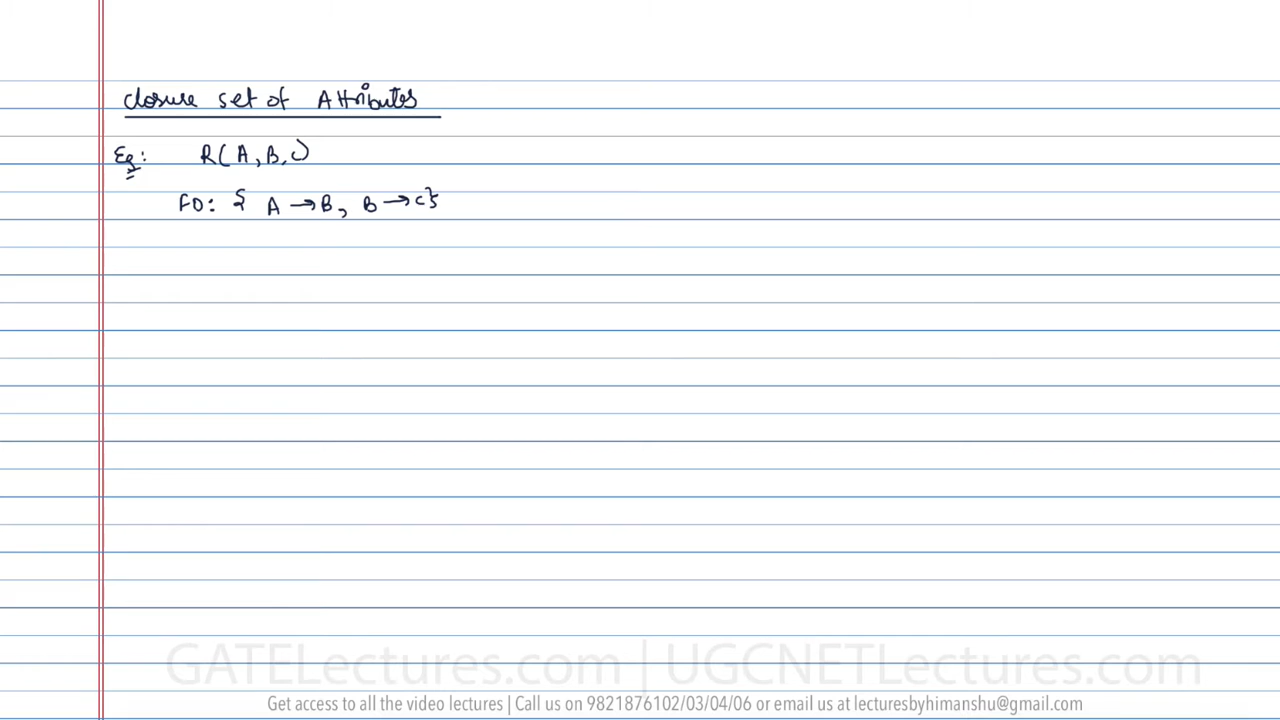 closure set of Attributes
Eg: R(A,B,C)
FD: { A→B, B→C}
GATELectures.com | UGCNETLectures.com
Get access to all the video lectures | Call us on 9821876102/03/04/06 or email us at lecturesbyhimanshu@gmail.com